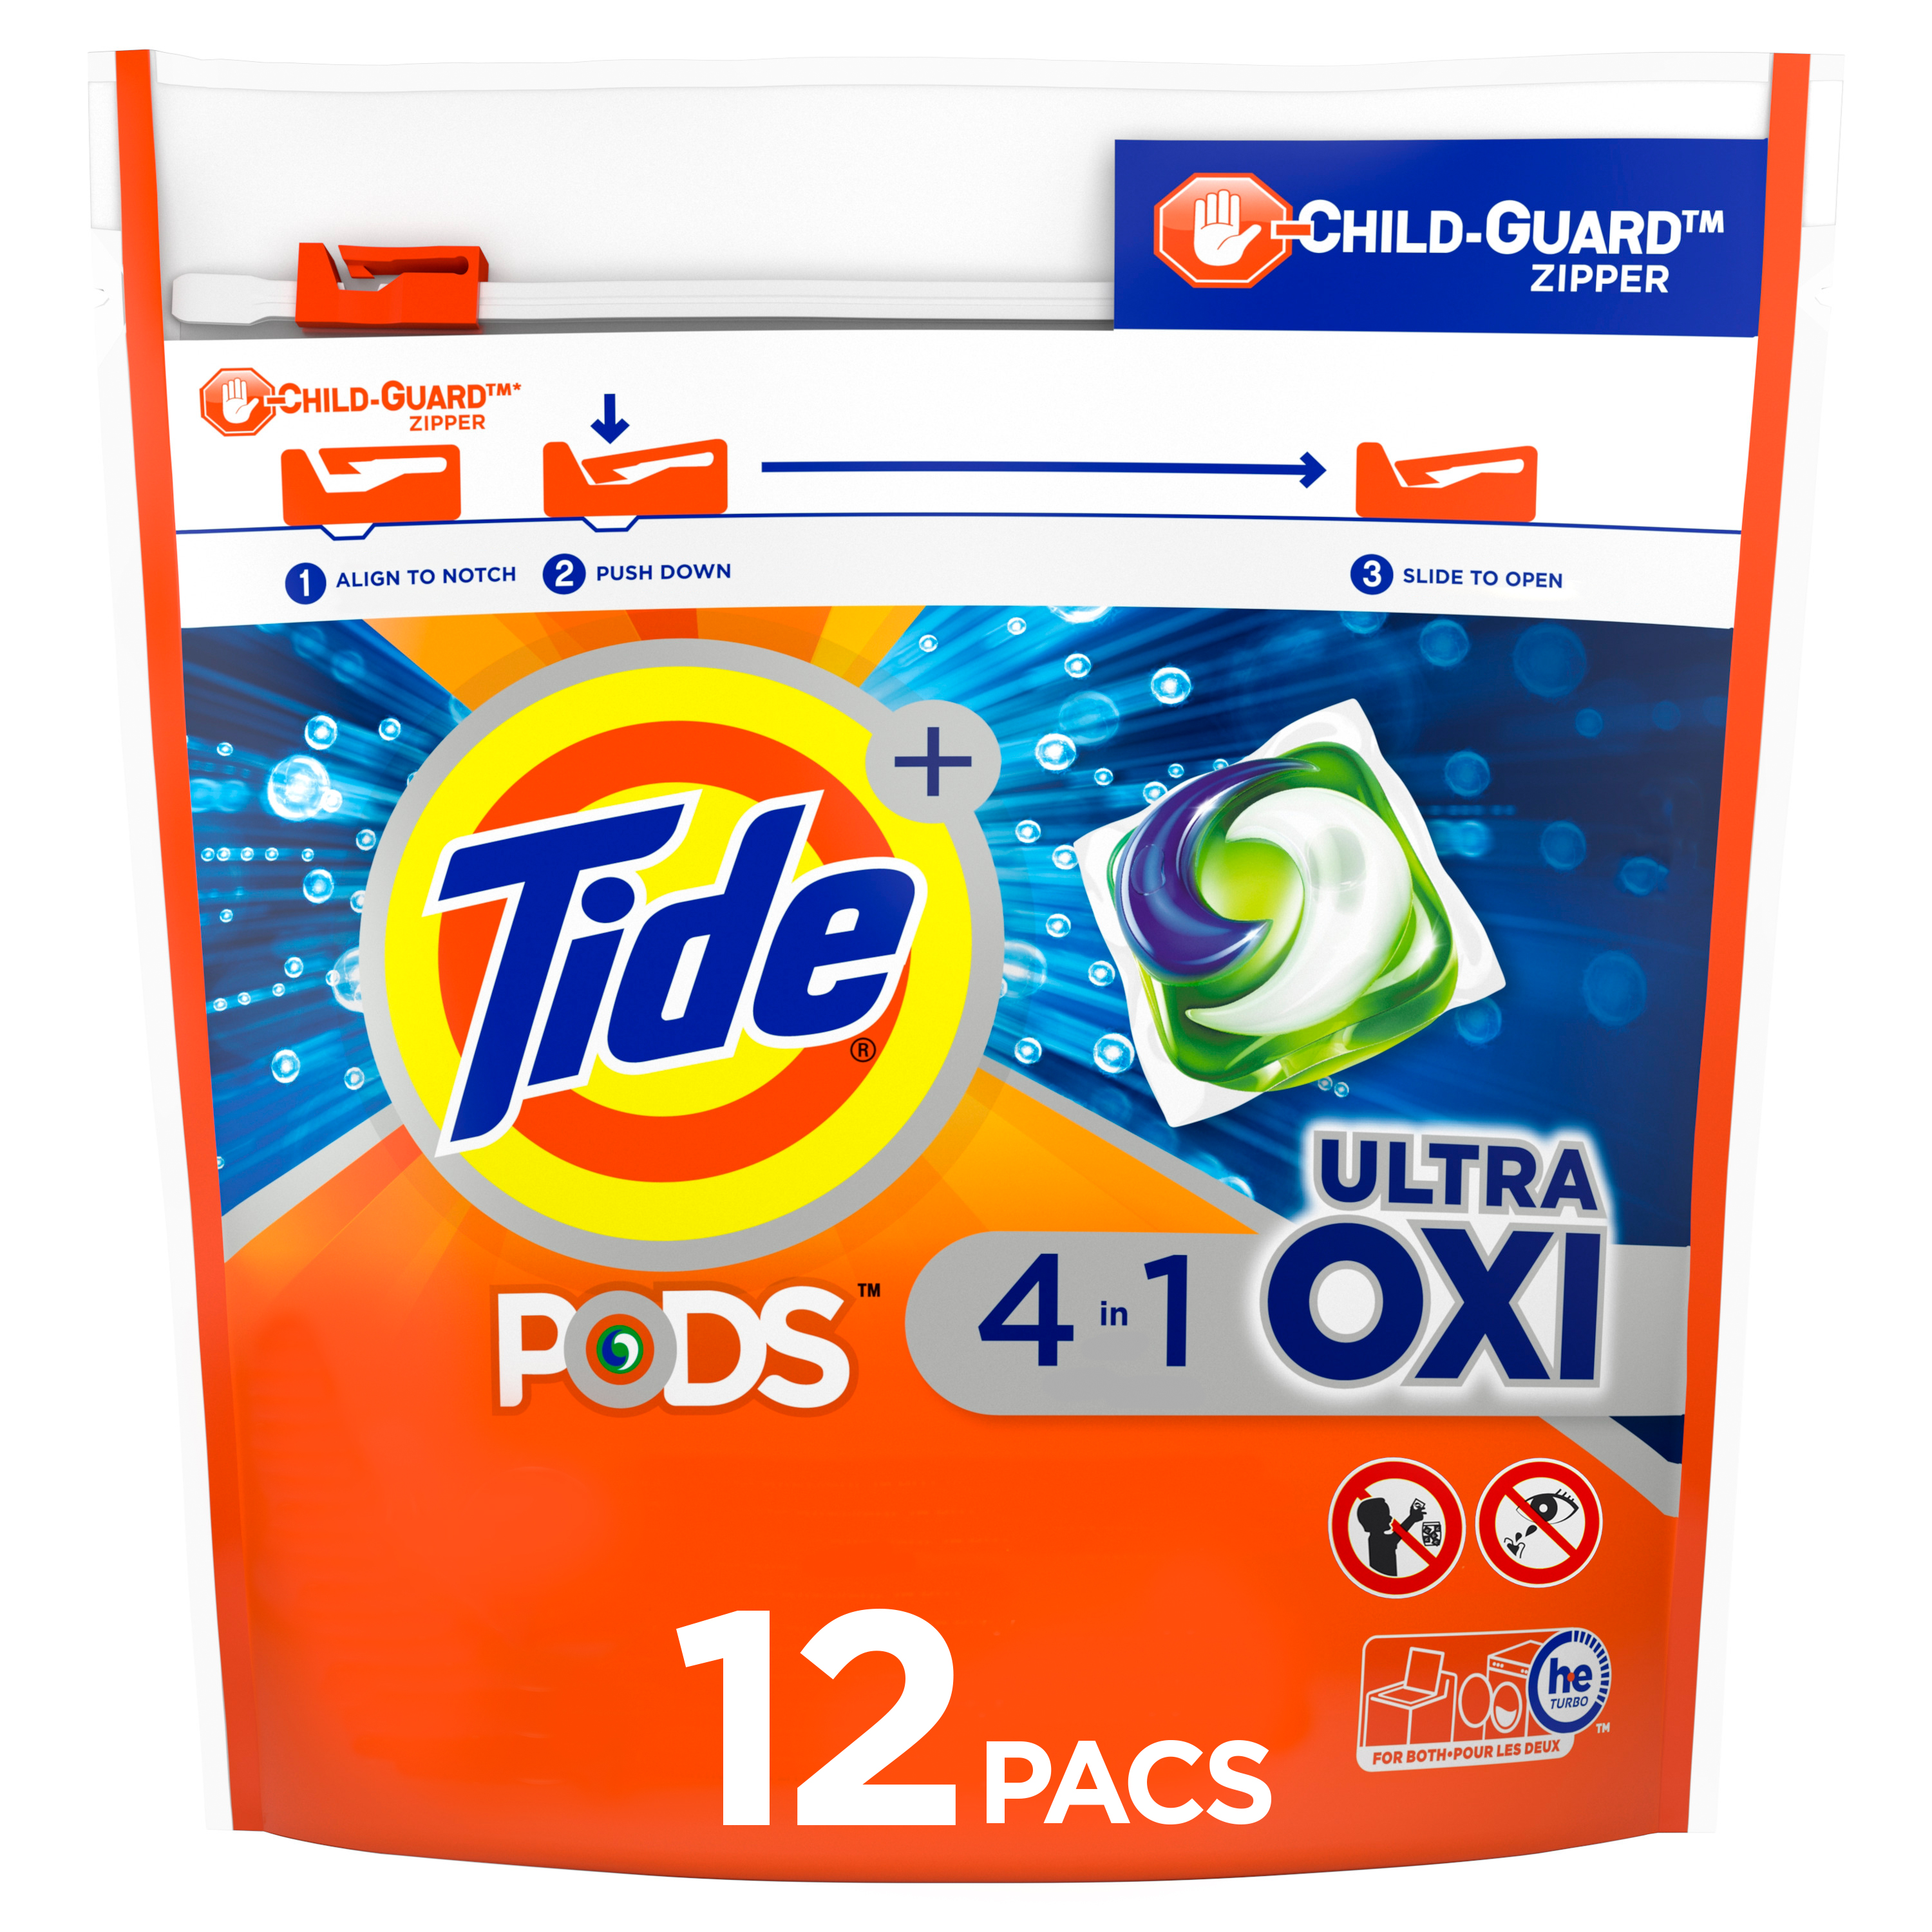 CHILD-GUARD™
ZIPPER
CHILD-GUARD™*
ZIPPER
1 ALIGN TO NOTCH 2 PUSH DOWN 3 SLIDE TO OPEN
+
Tide®
PODS™
4 in 1
ULTRA
OXI
12 PACS
he
TURBO
TM
FOR BOTH•POUR LES DEUX